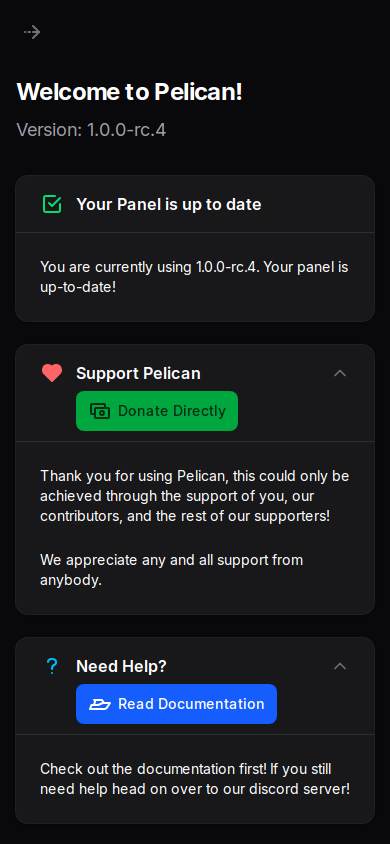 Welcome to Pelican!
Version: 1.0.0-rc.4
Your Panel is up to date
You are currently using 1.0.0-rc.4. Your panel is
up-to-date!
Support Pelican
Donate Directly
Thank you for using Pelican, this could only be
achieved through the support of you, our
contributors, and the rest of our supporters!
We appreciate any and all support from
anybody.
Need Help?
Read Documentation
Check out the documentation first! If you still
need help head on over to our discord server!